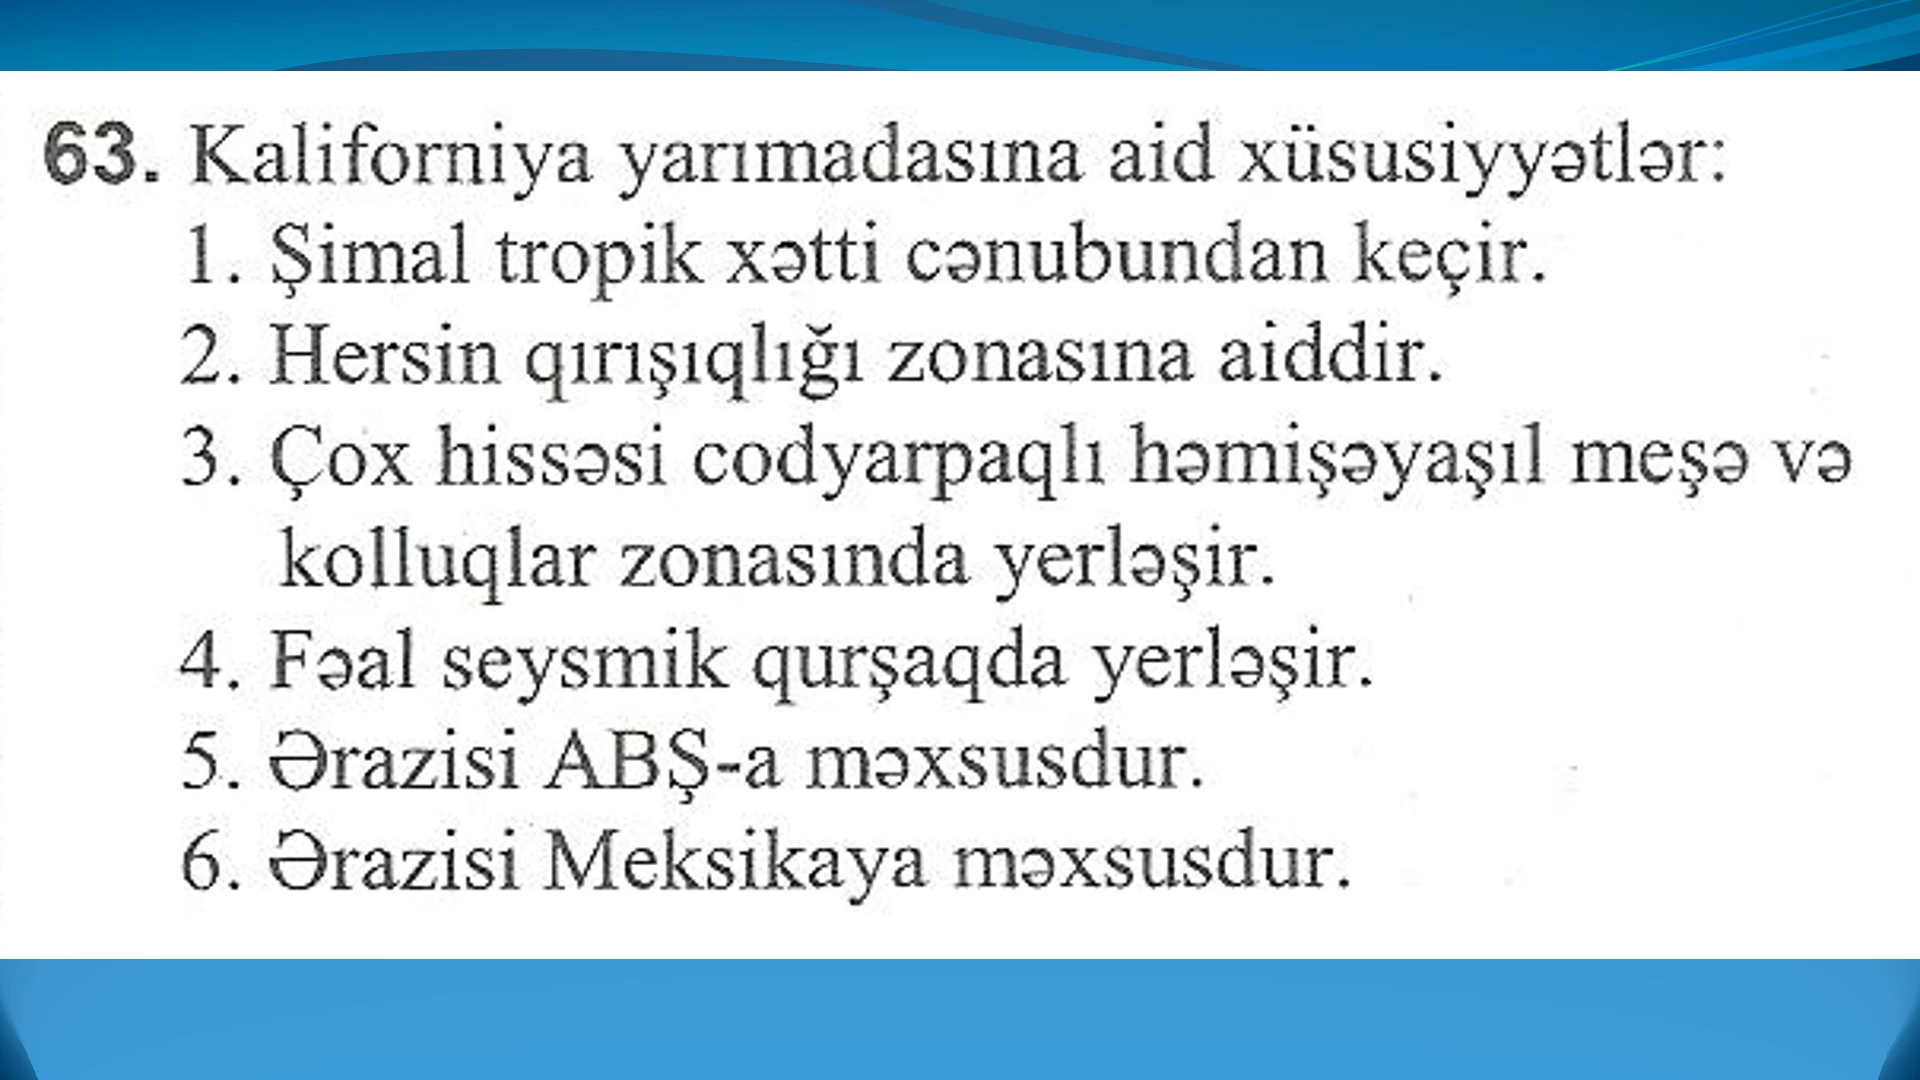 63. Kaliforniya yarımadasına aid xüsusiyyətlər:
1. Şimal tropik xətti cənubundan keçir.
2. Hersin qırışıqlığı zonasına aiddir.
3. Çox hissəsi codyarpaqlı həmişəyaşıl meşə və
kolluqlar zonasında yerləşir.
4. Fəal seysmik qurşaqda yerləşir.
5. Ərazisi ABŞ-a məxsusdur.
6. Ərazisi Meksikaya məxsusdur.